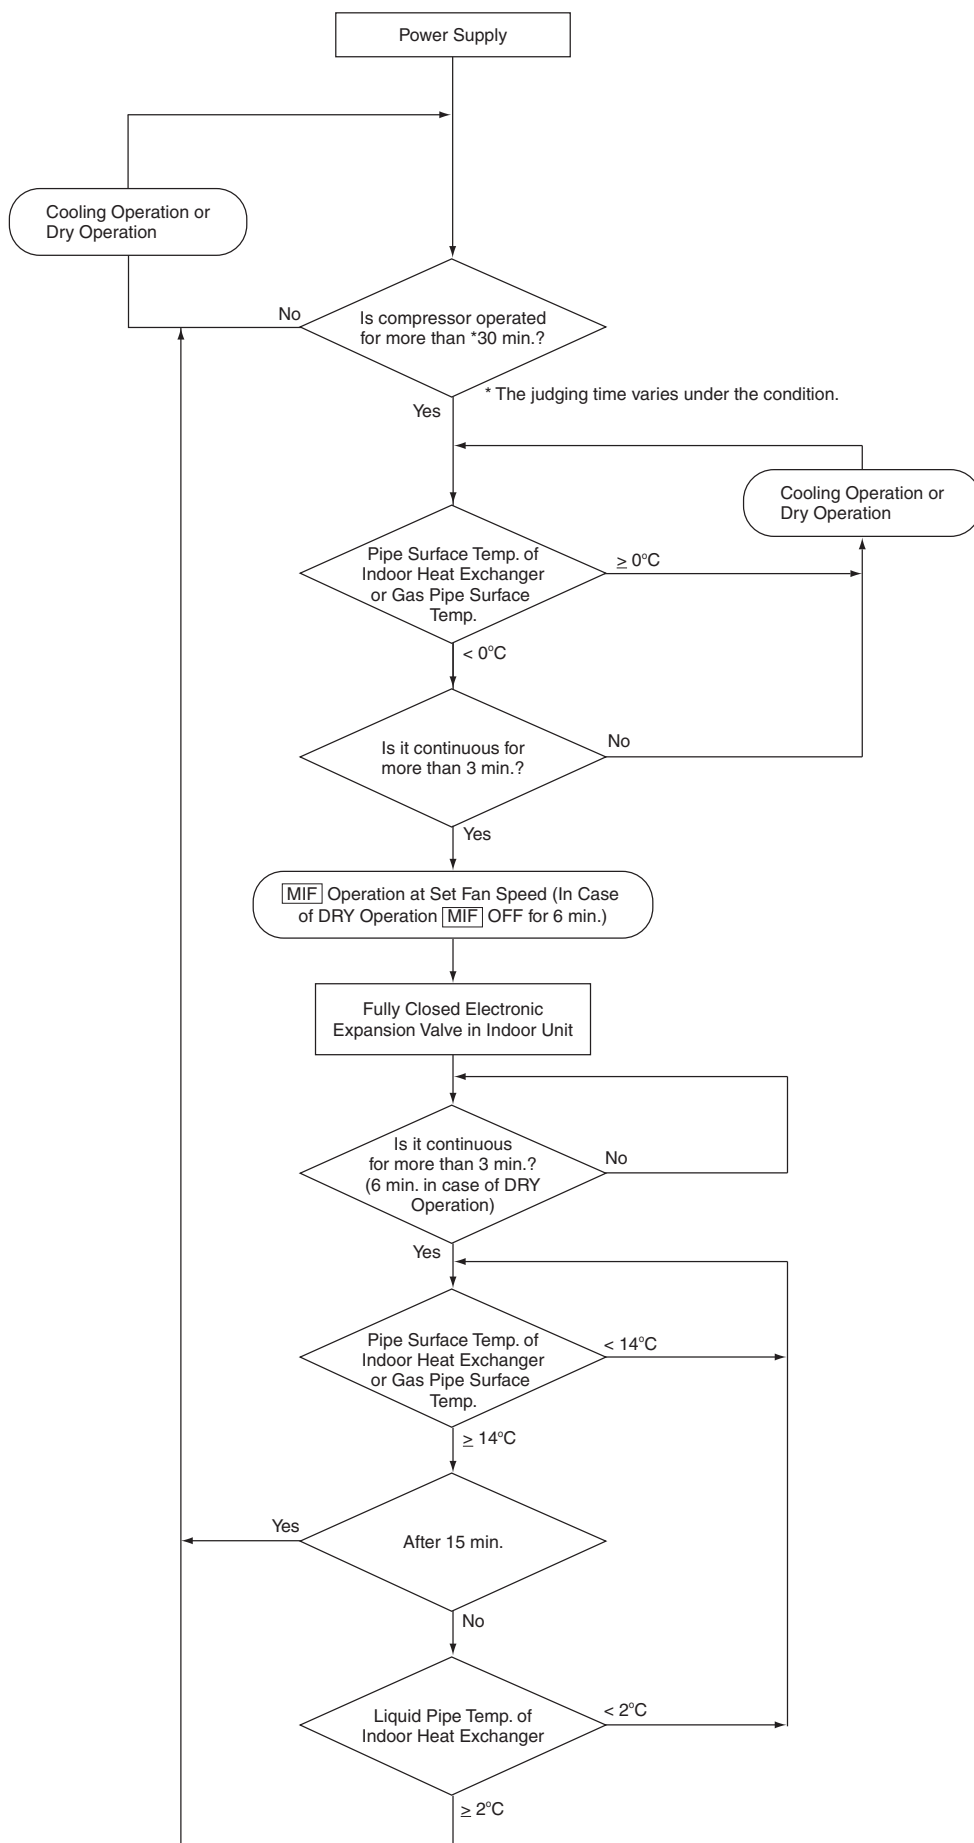 Power Supply
Cooling Operation or
Dry Operation
No
Is compressor operated
for more than *30 min.?
* The judging time varies under the condition.
Yes
Cooling Operation or
Dry Operation
Pipe Surface Temp. of
Indoor Heat Exchanger
or Gas Pipe Surface
Temp.
≥ 0°C
< 0°C
Is it continuous for
more than 3 min.?
No
Yes
MIF Operation at Set Fan Speed (In Case
of DRY Operation MIF OFF for 6 min.)
Fully Closed Electronic
Expansion Valve in Indoor Unit
Is it continuous
for more than 3 min.?
(6 min. in case of DRY
Operation)
No
Yes
Pipe Surface Temp. of
Indoor Heat Exchanger
or Gas Pipe Surface
Temp.
< 14°C
≥ 14°C
Yes
After 15 min.
No
Liquid Pipe Temp. of
Indoor Heat Exchanger
< 2°C
≥ 2°C